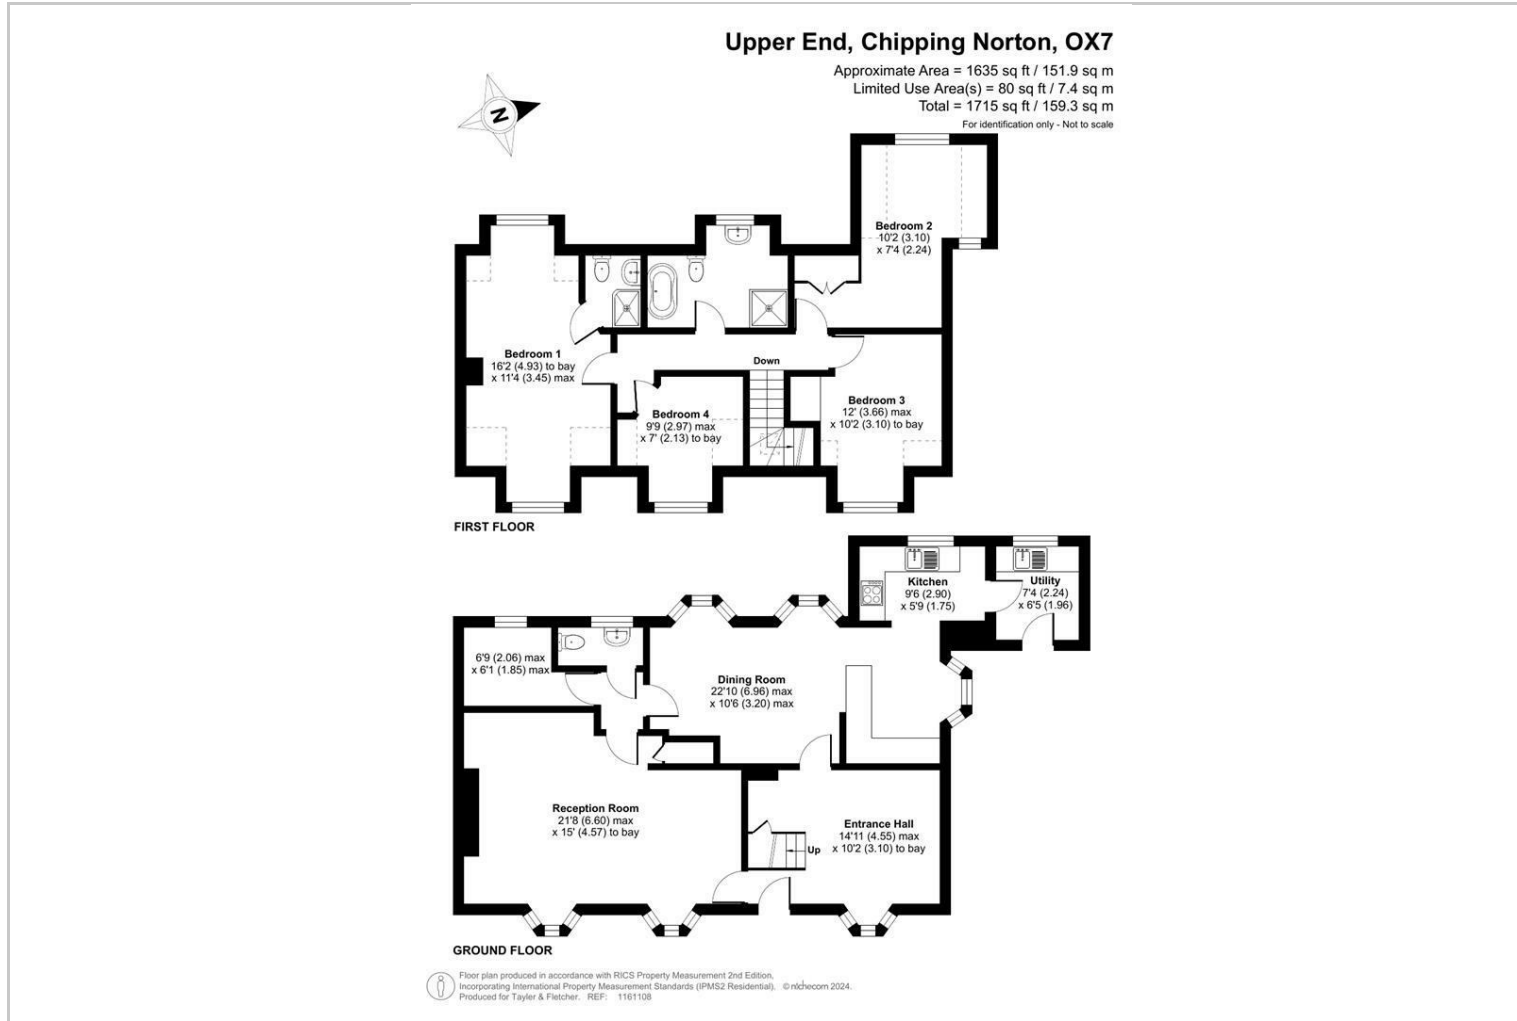 Upper End, Chipping Norton, OX7
Approximate Area = 1635 sq ft / 151.9 sq m
Limited Use Area(s) = 80 sq ft / 7.4 sq m
Total = 1715 sq ft / 159.3 sq m
For identification only - Not to scale
N
Bedroom 2
10'2 (3.10)
x 7'4 (2.24)
Bedroom 1
16'2 (4.93) to bay
x 11'4 (3.45) max
Down
Bedroom 4
9'9 (2.97) max
x 7' (2.13) to bay
Bedroom 3
12' (3.66) max
x 10'2 (3.10) to bay
FIRST FLOOR
Kitchen
9'6 (2.90)
x 5'9 (1.75)
Utility
7'4 (2.24)
x 6'5 (1.96)
6'9 (2.06) max
x 6'1 (1.85) max
Dining Room
22'10 (6.96) max
x 10'6 (3.20) max
Reception Room
21'8 (6.60) max
x 15' (4.57) to bay
Up
Entrance Hall
14'11 (4.55) max
x 10'2 (3.10) to bay
GROUND FLOOR
Floor plan produced in accordance with RICS Property Measurement 2nd Edition,
Incorporating International Property Measurement Standards (IPMS2 Residential). © nichecom 2024.
Produced for Tayler & Fletcher. REF: 1161108